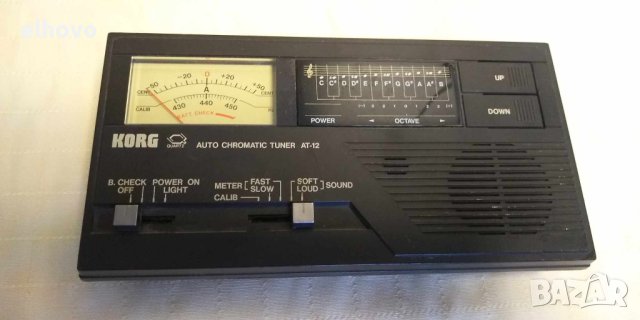 elhovo
-50 -20 0 +20 +50
CENT A CENT
430 440 450
CALIB
BATT CHECK
C C# D D# E F F# G G# A A# B
POWER ◄ OCTAVE ►
UP
DOWN
KORG QUARTZ AUTO CHROMATIC TUNER AT-12
B. CHECK POWER ON
OFF LIGHT
METER FAST
SLOW
CALIB
SOFT
LOUD SOUND
BAZAR